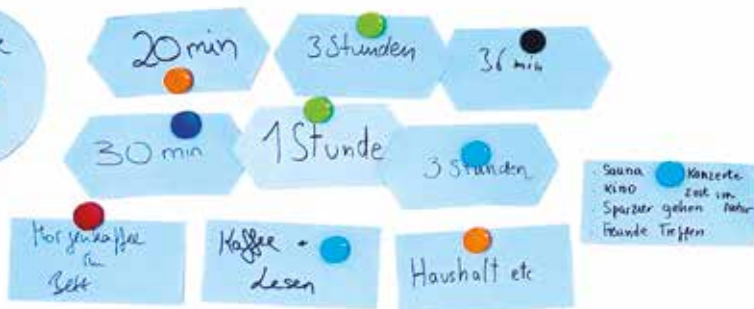 20 min
3 Stunden
36 min
30 min
1 Stunde
3 Stunden
Sauna Konzerte
Kino Zeit im
Spazier gehen Natur
Freunde Treffen
Morgenkaffee
im
Bett
Kaffee +
Lesen
Haushalt etc